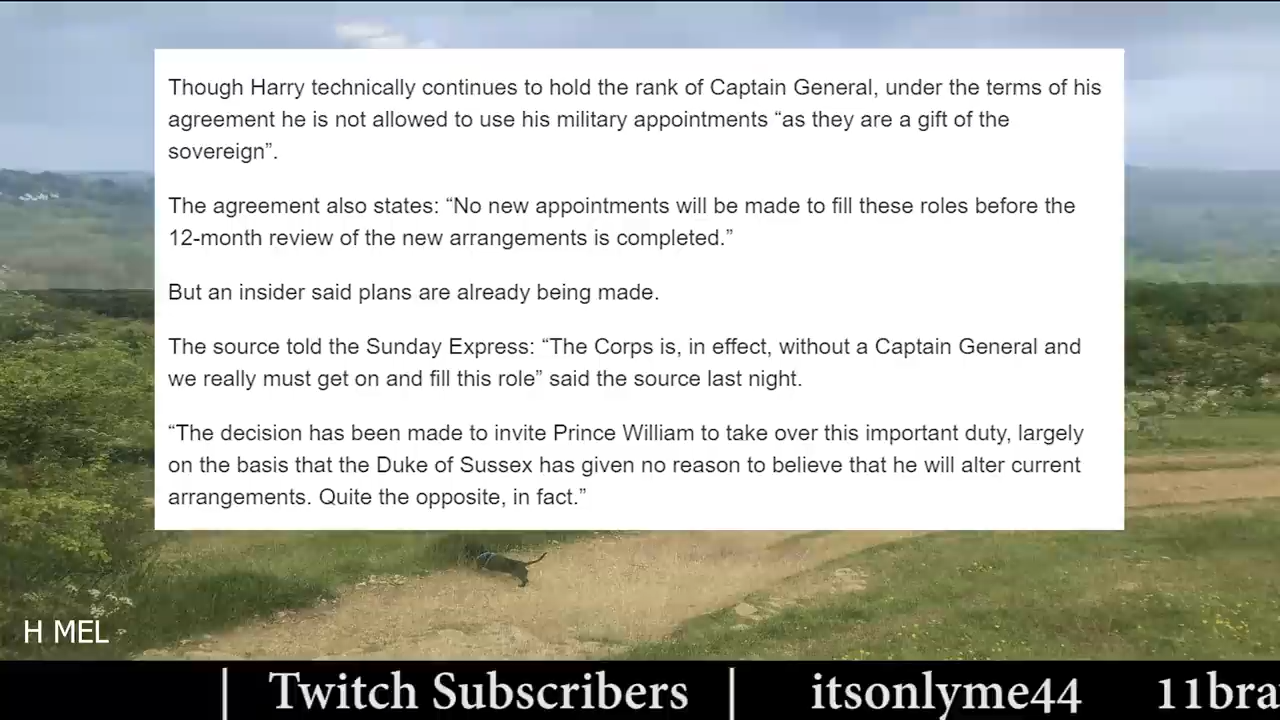 Though Harry technically continues to hold the rank of Captain General, under the terms of his
agreement he is not allowed to use his military appointments “as they are a gift of the
sovereign”.
The agreement also states: “No new appointments will be made to fill these roles before the
12-month review of the new arrangements is completed.”
But an insider said plans are already being made.
The source told the Sunday Express: “The Corps is, in effect, without a Captain General and
we really must get on and fill this role” said the source last night.
“The decision has been made to invite Prince William to take over this important duty, largely
on the basis that the Duke of Sussex has given no reason to believe that he will alter current
arrangements. Quite the opposite, in fact.”
H MEL
| Twitch Subscribers | itsonlyme44 11bra